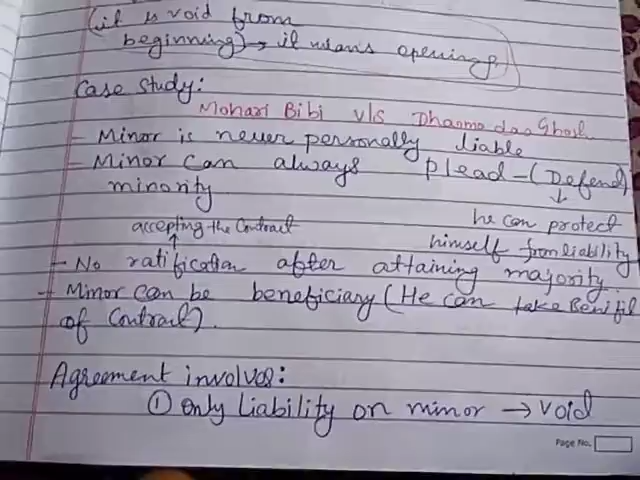 (it is void from
beginning) → it means opening
Case Study:
Mohari Bibi v/s Dharmo das Ghosh
- Minor is never personally liable
- Minor can always plead - (Defend)
minority
he can protect
accepting the Contract
himself from liability
- No ratification after attaining majority.
- Minor can be beneficiary (He can take Benifit
of Contract).
Agreement involves:
① Only Liability on minor → void
Page No.